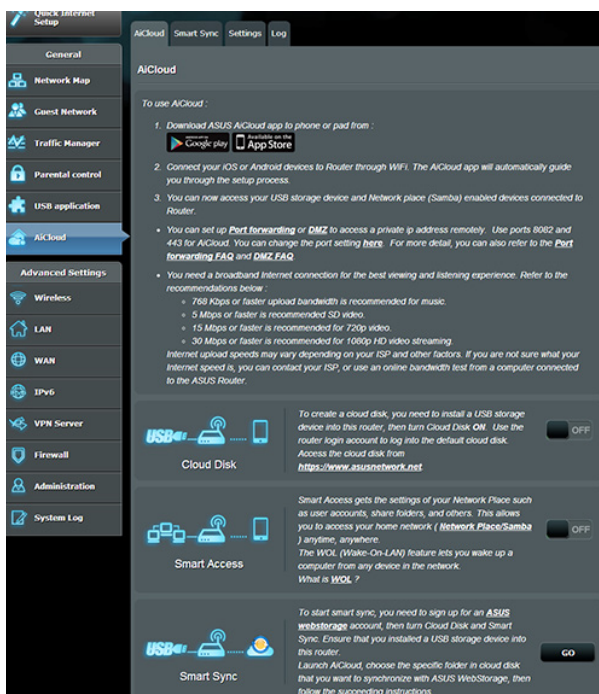 Quick Internet
Setup
General
Network Map
Guest Network
Traffic Manager
Parental control
USB application
AiCloud
Advanced Settings
Wireless
LAN
WAN
IPv6
VPN Server
Firewall
Administration
System Log
AiCloud Smart Sync Settings Log
AiCloud
To use AiCloud :
1. Download ASUS AiCloud app to phone or pad from :
Google play
Available on the
App Store
2. Connect your iOS or Android devices to Router through WiFi. The AiCloud app will automatically guide
you through the setup process.
3. You can now access your USB storage device and Network place (Samba) enabled devices connected to
Router.
• You can set up Port forwarding or DMZ to access a private ip address remotely. Use ports 8082 and
443 for AiCloud. You can change the port setting here. For more detail, you can also refer to the Port
forwarding FAQ and DMZ FAQ.
• You need a broadband Internet connection for the best viewing and listening experience. Refer to the
recommendations below :
768 Kbps or faster upload bandwidth is recommended for music.
5 Mbps or faster is recommended SD video.
15 Mbps or faster is recommended for 720p video.
30 Mbps or faster is recommended for 1080p HD video streaming.
Internet upload speeds may vary depending on your ISP and other factors. If you are not sure what your
Internet speed is, you can contact your ISP, or use an online bandwidth test from a computer connected
to the ASUS Router.
USB
Cloud Disk
To create a cloud disk, you need to install a USB storage
device into this router, then turn Cloud Disk ON. Use the
router login account to log into the default cloud disk.
Access the cloud disk from
https://www.asusnetwork.net.
OFF
Smart Access
Smart Access gets the settings of your Network Place such
as user accounts, share folders, and others. This allows
you to access your home network ( Network Place/Samba
) anytime, anywhere.
The WOL (Wake-On-LAN) feature lets you wake up a
computer from any device in the network.
What is WOL ?
OFF
USB
Smart Sync
To start smart sync, you need to sign up for an ASUS
webstorage account, then turn Cloud Disk and Smart
Sync. Ensure that you installed a USB storage device into
this router.
Launch AiCloud, choose the specific folder in cloud disk
that you want to synchronize with ASUS WebStorage, then
follow the succeeding instructions.
GO